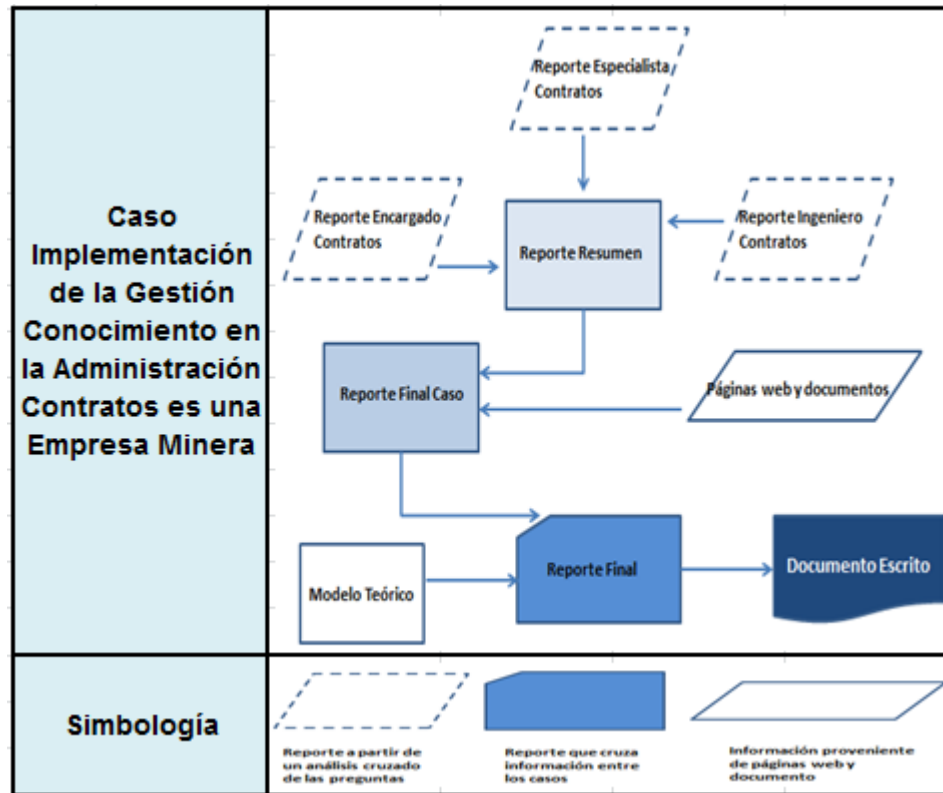 Caso
Implementación
de la Gestión
Conocimiento en
la Administración
Contratos es una
Empresa Minera
Reporte Especialista
Contratos
Reporte Encargado
Contratos
Reporte Resumen
Reporte Ingeniero
Contratos
Reporte Final Caso
Páginas web y documentos
Modelo Teórico
Reporte Final
Documento Escrito
Simbología
Reporte a partir de
un análisis cruzado
de las preguntas
Reporte que cruza
información entre
los casos
Información proveniente
de páginas web y
documento